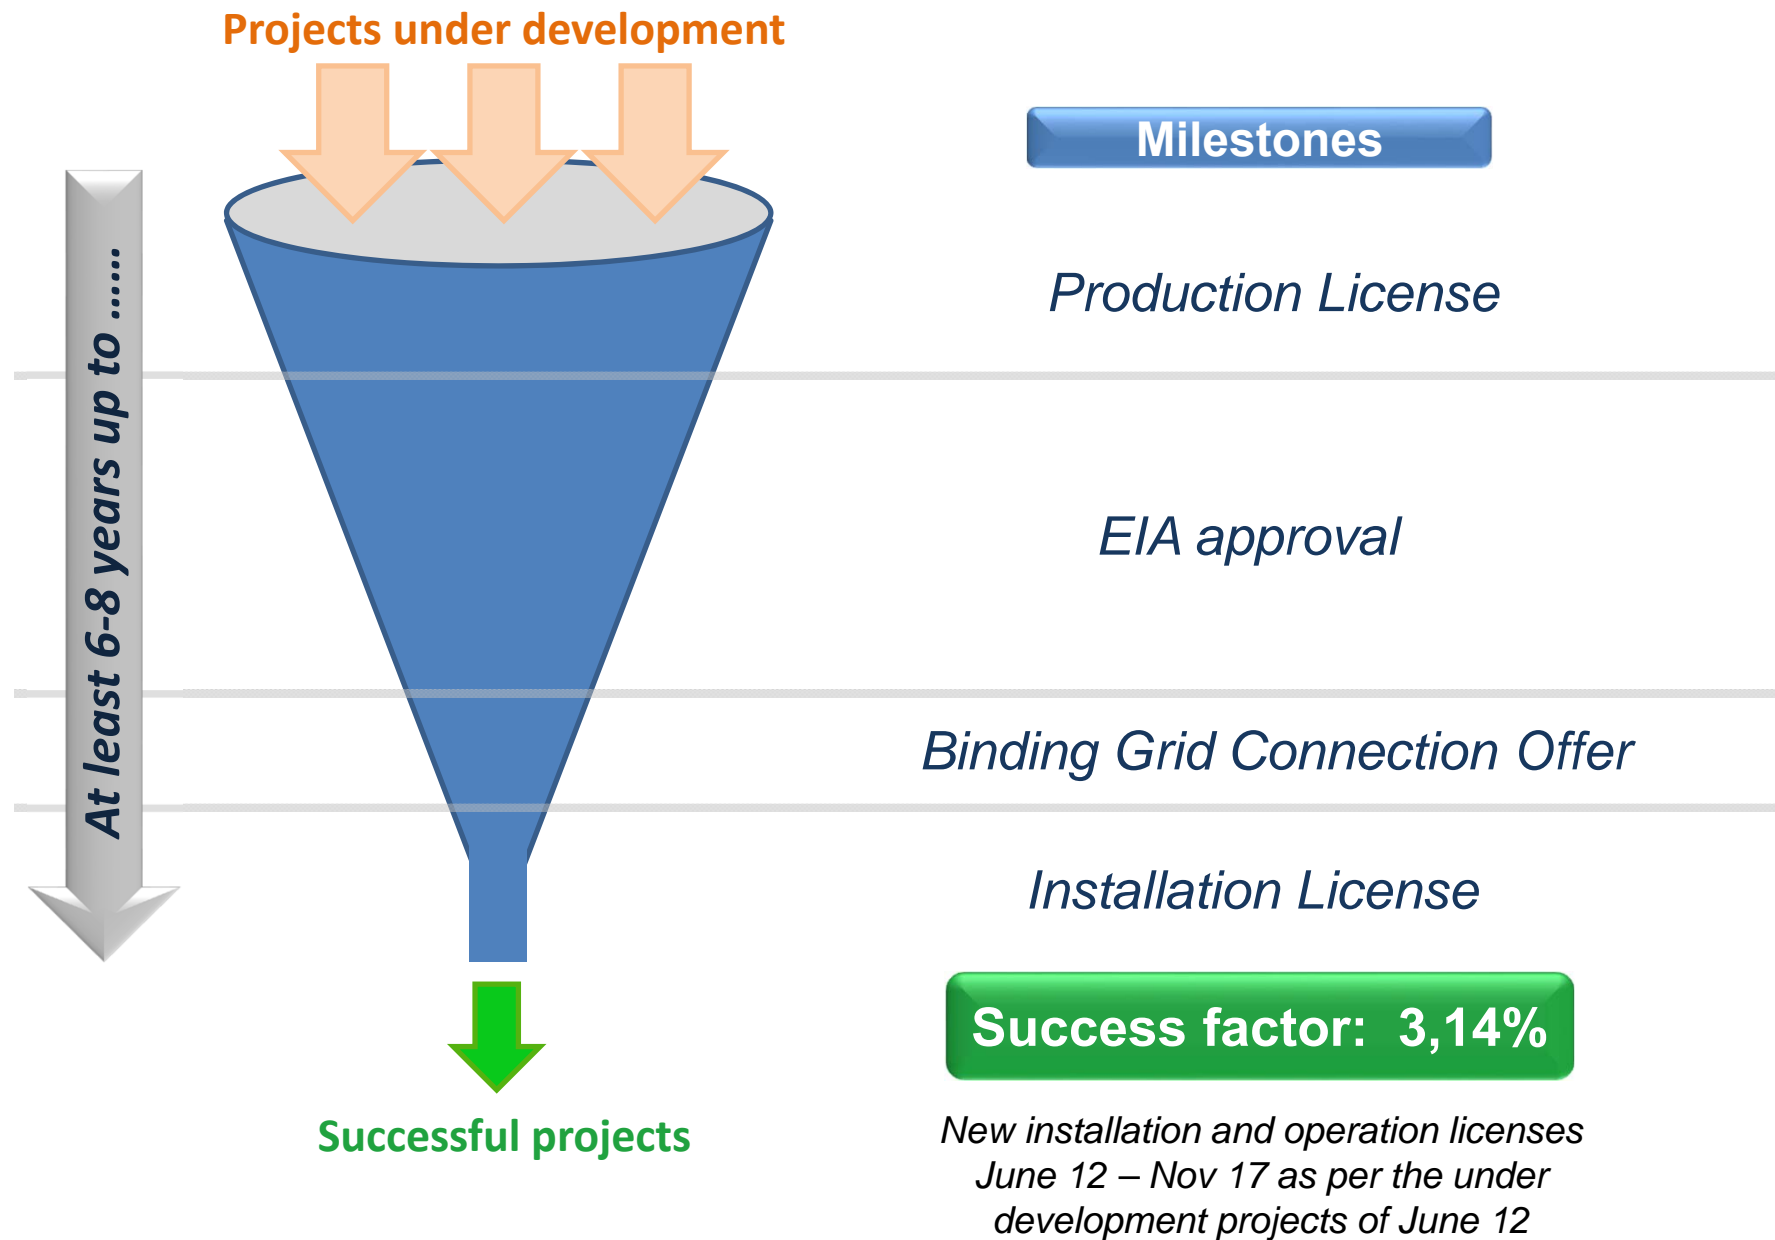 Projects under development
Milestones
At least 6-8 years up to ......
Production License
EIA approval
Binding Grid Connection Offer
Installation License
Success factor:  3,14%
Successful projects
New installation and operation licenses
June 12 – Nov 17 as per the under
development projects of June 12